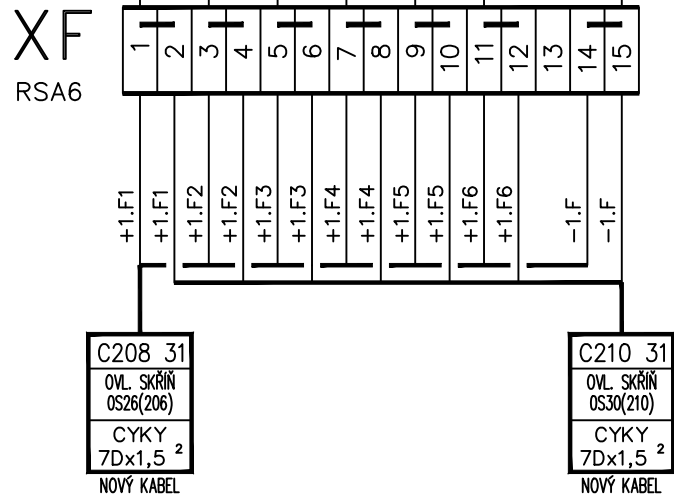 XF
RSA6
1 2 3 4 5 6 7 8 9 10 11 12 13 14 15
+1.F1 +1.F1 +1.F2 +1.F2 +1.F3 +1.F3 +1.F4 +1.F4 +1.F5 +1.F5 +1.F6 +1.F6 -1.F -1.F
C208 31
OVL. SKŘÍŇ
OS26(206)
CYKY
7Dx1,5 ²
NOVÝ KABEL
C210 31
OVL. SKŘÍŇ
OS30(210)
CYKY
7Dx1,5 ²
NOVÝ KABEL